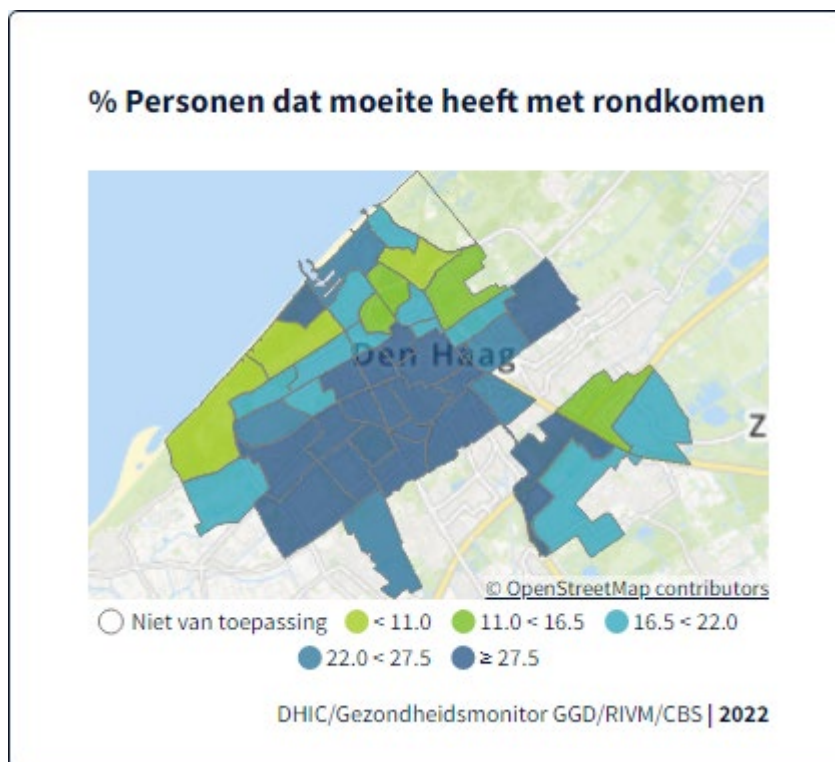 % Personen dat moeite heeft met rondkomen
Den Haag
Z
© OpenStreetMap contributors
Niet van toepassing < 11.0 11.0 < 16.5 16.5 < 22.0
22.0 < 27.5 ≥ 27.5
DHIC/Gezondheidsmonitor GGD/RIVM/CBS | 2022